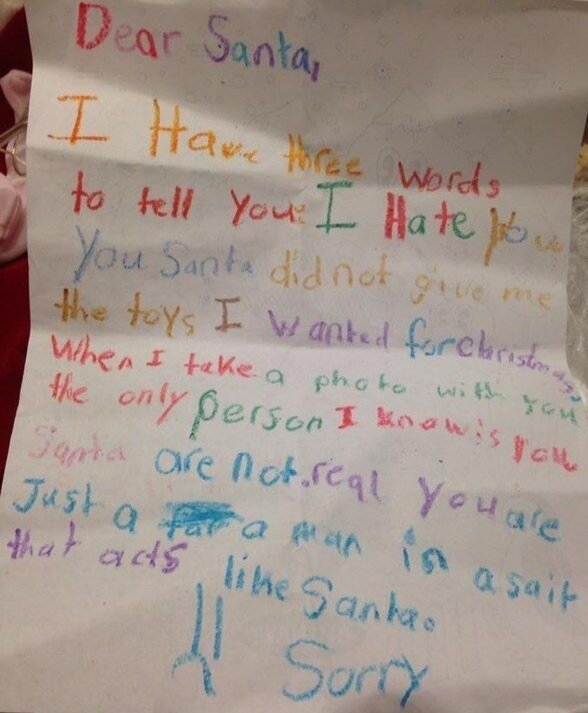 Dear Santa,
I Have three words
to tell you: I Hate you
You Santa did not give me
the toys I wanted for christmas
When I take a photo with you
the only person I know is you
Santa are not real you are
Just a a man in a sait
that acts like Santa.
Sorry